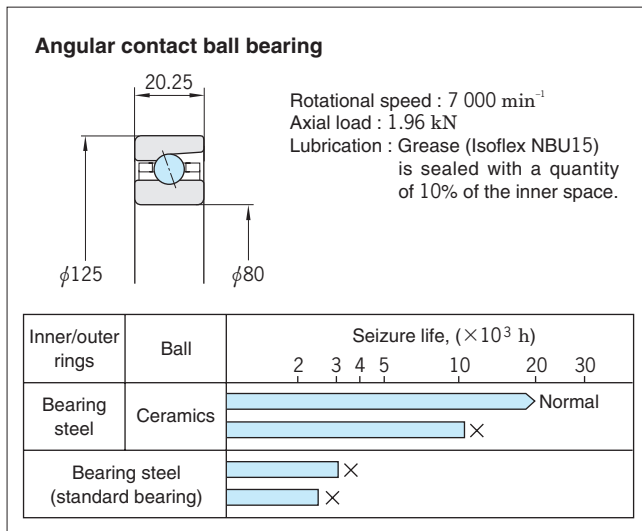 Angular contact ball bearing
20.25
φ125
φ80
Rotational speed : 7 000 min⁻¹
Axial load : 1.96 kN
Lubrication : Grease (Isoflex NBU15)
is sealed with a quantity
of 10% of the inner space.
Inner/outer
rings
Ball
Seizure life, (×10³ h)
2 3 4 5 10 20 30
Bearing
steel
Ceramics
Normal
×
Bearing steel
(standard bearing)
×
×